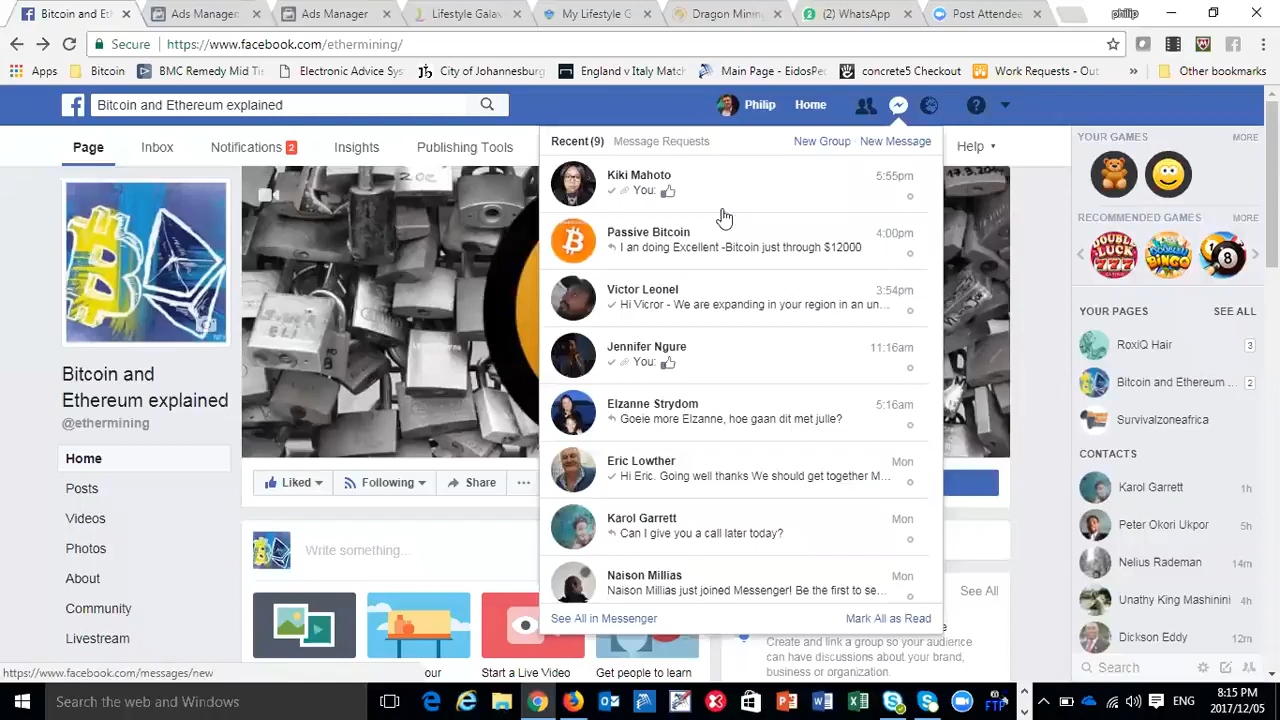 Bitcoin and Et
Ads Manager
Ads Manager
Lifestyle Gala
My Lifestyle G
Dragon Minin
(2) WhatsApp
Post Attendee
philip
Secure
https://www.facebook.com/ethermining/
Apps
Bitcoin
BMC Remedy Mid Ti
Electronic Advice Sys
City of Johannesburg
England v Italy Match
Main Page - EidosPed
concrete5 Checkout
Work Requests - Out
»
Other bookmarks
Bitcoin and Ethereum explained
Philip
Home
Page
Inbox
Notifications 2
Insights
Publishing Tools
Help
Recent (9)
Message Requests
New Group · New Message
Kiki Mahoto
5:55pm
You:
Passive Bitcoin
4:00pm
I an doing Excellent -Bitcoin just through $12000
Victor Leonel
3:54pm
Hi Vicror - We are expanding in your region in an un...
Jennifer Ngure
11:16am
You:
Elzanne Strydom
5:16am
Goeie more Elzanne, hoe gaan dit met julle?
Eric Lowther
Mon
Hi Eric. Going well thanks We should get together M...
Karol Garrett
Mon
Can I give you a call later today?
Naison Millias
Mon
Naison Millias just joined Messenger! Be the first to se...
See All in Messenger
Mark All as Read
Bitcoin and
Ethereum explained
@ethermining
Home
Posts
Videos
Photos
About
Community
Livestream
Liked
Following
Share
...
Write something...
our
Start a Live Video
Get people to learn
See All
Create and link a group so your audience
can have discussions about your brand,
business or organization.
YOUR GAMES
MORE
RECOMMENDED GAMES
MORE
DOUBLE
LUCK
777
DOUBLE
BINGO
8
YOUR PAGES
SEE ALL
RoxiQ Hair
3
Bitcoin and Ethereum ...
2
Survivalzoneafrica
CONTACTS
Karol Garrett
1h
Peter Okori Ukpor
5h
Nelius Rademan
14m
Unathy King Mashinini
4h
Dickson Eddy
12m
Search
https://www.facebook.com/messages/new
Search the web and Windows
FTP
ENG
8:15 PM
2017/12/05